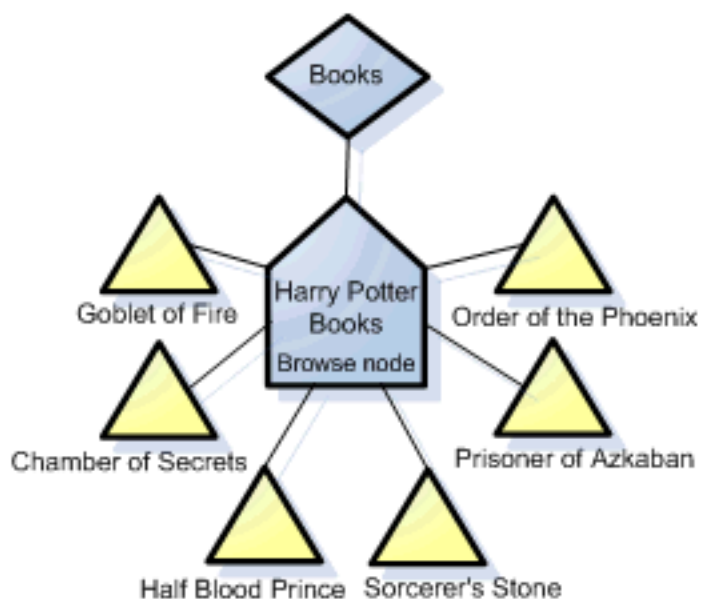 Books
Harry Potter
Books
Browse node
Goblet of Fire
Order of the Phoenix
Chamber of Secrets
Prisoner of Azkaban
Half Blood Prince
Sorcerer's Stone